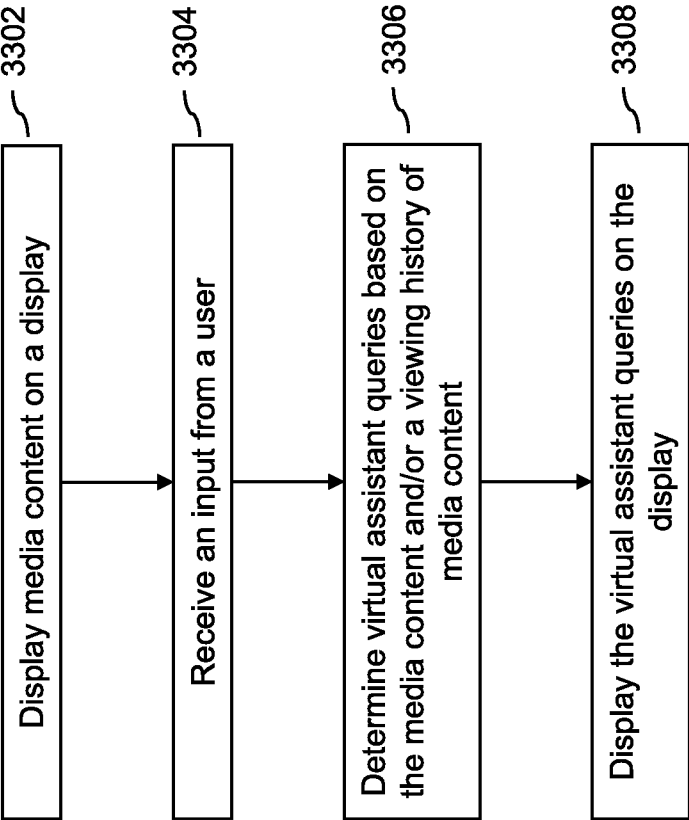 Display media content on a display
3302
Receive an input from a user
3304
Determine virtual assistant queries based on
the media content and/or a viewing history of
media content
3306
Display the virtual assistant queries on the
display
3308